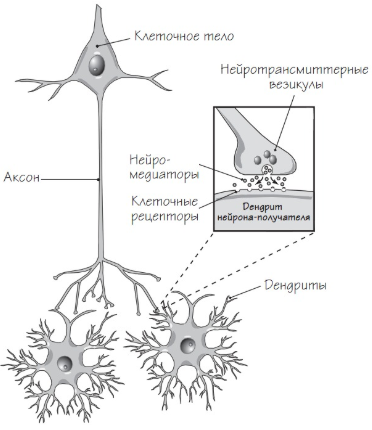 Клеточное тело
Нейротрансмиттерные
везикулы
Нейро-
медиаторы
Аксон
Клеточные
рецепторы
Дендрит
нейрона-получателя
Дендриты